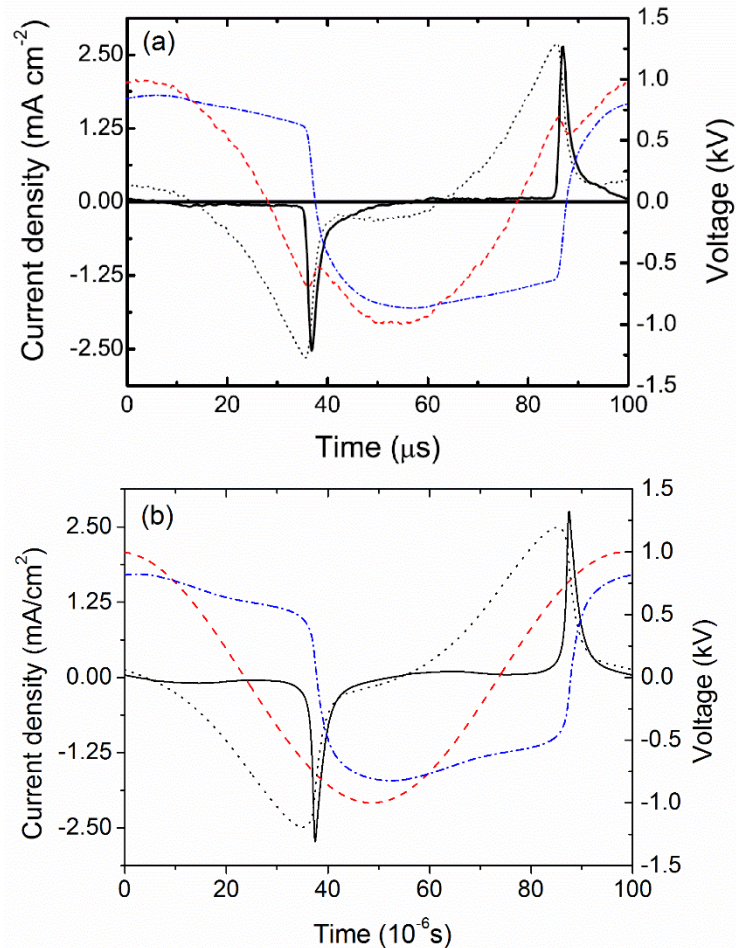 (a)
Current density (mA cm⁻²)
2.50
1.25
0.00
-1.25
-2.50
1.5
1.0
0.5
0.0
-0.5
-1.0
-1.5
Voltage (kV)
0 20 40 60 80 100
Time (μs)
(b)
Current density (mA/cm²)
2.50
1.25
0.00
-1.25
-2.50
1.5
1.0
0.5
0.0
-0.5
-1.0
-1.5
Voltage (kV)
0 20 40 60 80 100
Time (10⁻⁶s)